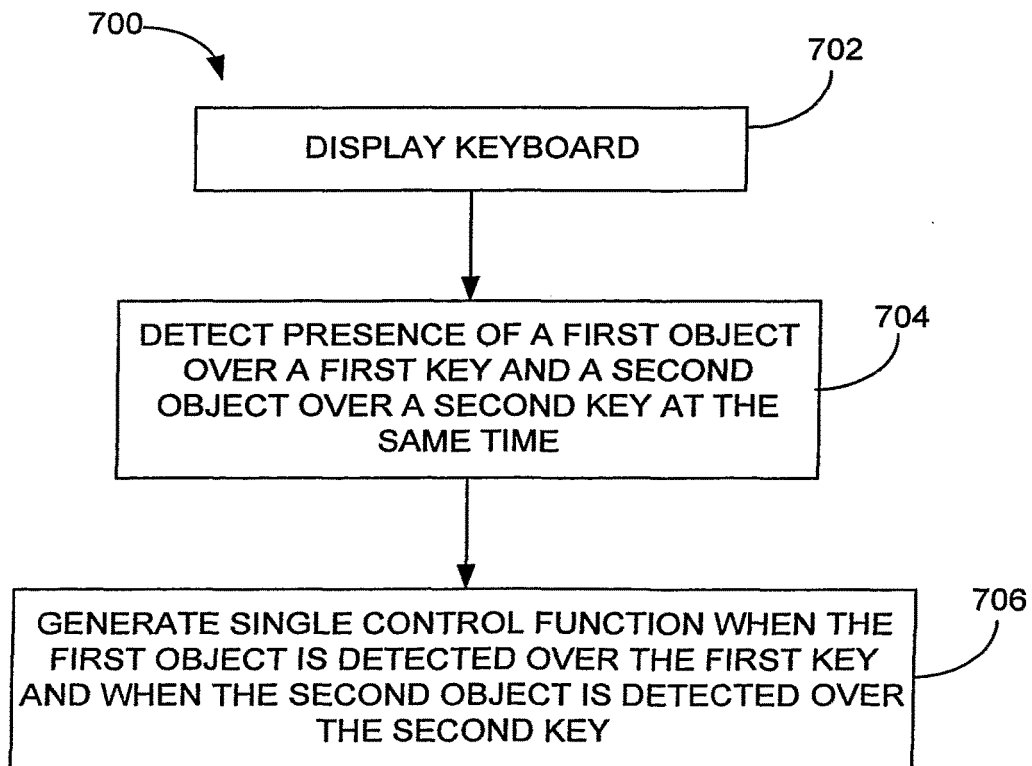 700
702
DISPLAY KEYBOARD
704
DETECT PRESENCE OF A FIRST OBJECT
OVER A FIRST KEY AND A SECOND
OBJECT OVER A SECOND KEY AT THE
SAME TIME
706
GENERATE SINGLE CONTROL FUNCTION WHEN THE
FIRST OBJECT IS DETECTED OVER THE FIRST KEY
AND WHEN THE SECOND OBJECT IS DETECTED OVER
THE SECOND KEY